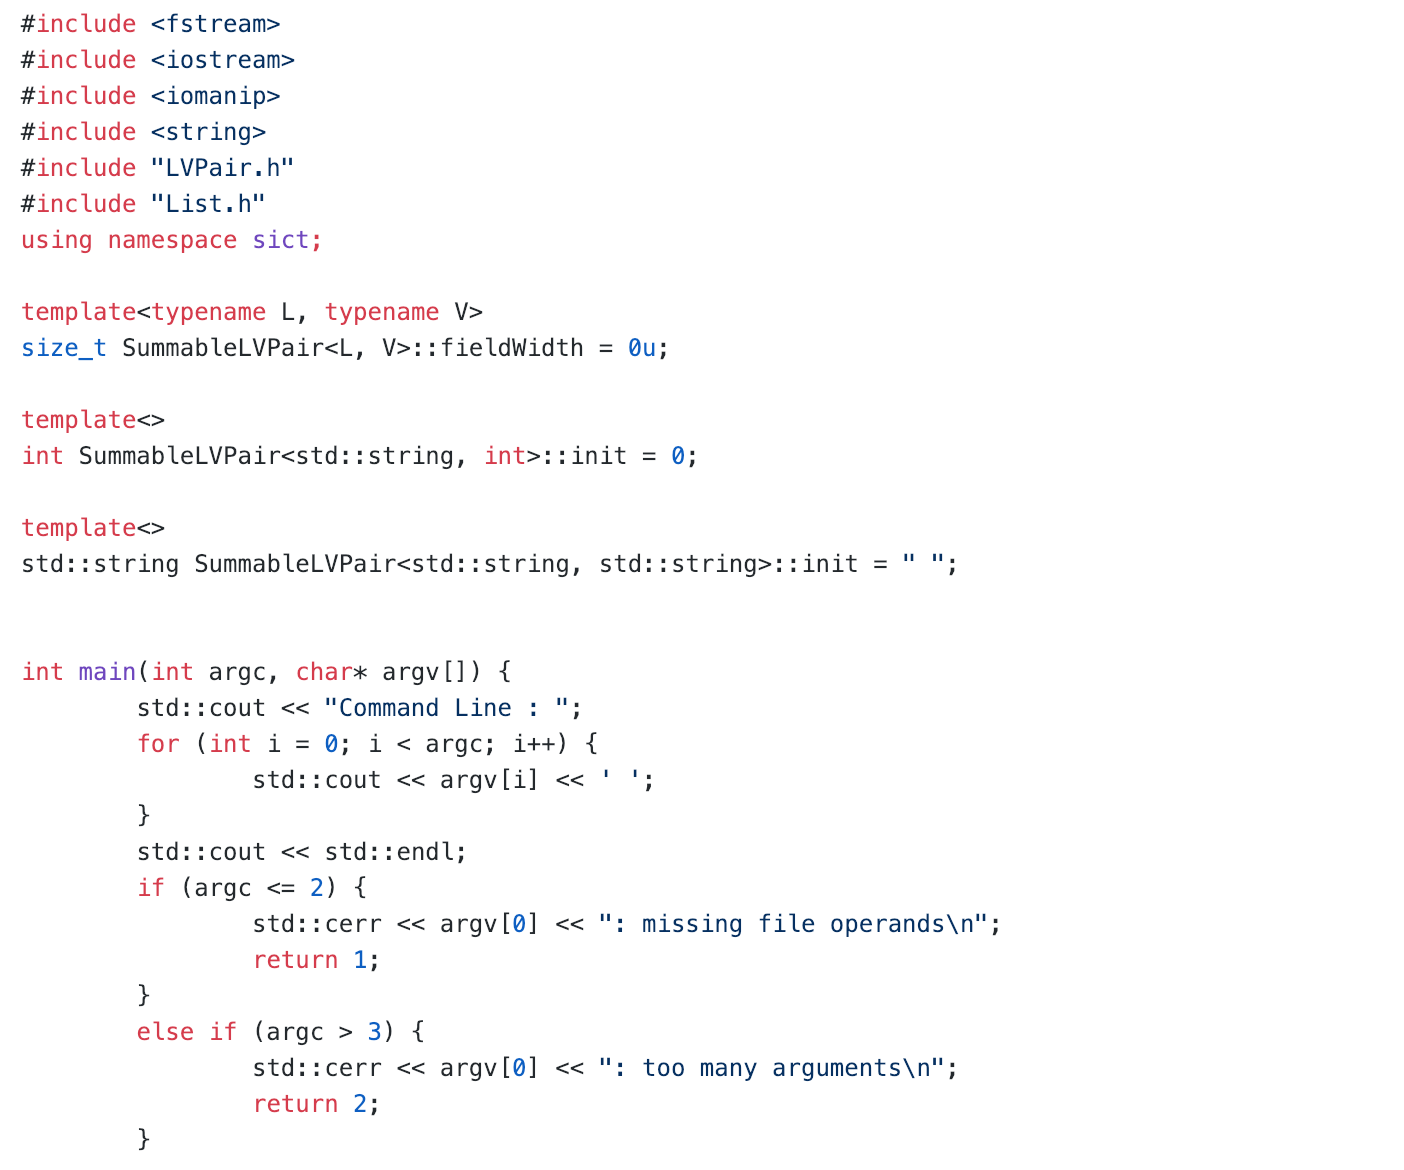 #include <fstream>
#include <iostream>
#include <iomanip>
#include <string>
#include "LVPair.h"
#include "List.h"
using namespace sict;

template<typename L, typename V>
size_t SummableLVPair<L, V>::fieldWidth = 0u;

template<>
int SummableLVPair<std::string, int>::init = 0;

template<>
std::string SummableLVPair<std::string, std::string>::init = " ";


int main(int argc, char* argv[]) {
        std::cout << "Command Line : ";
        for (int i = 0; i < argc; i++) {
                std::cout << argv[i] << ' ';
        }
        std::cout << std::endl;
        if (argc <= 2) {
                std::cerr << argv[0] << ": missing file operands\n";
                return 1;
        }
        else if (argc > 3) {
                std::cerr << argv[0] << ": too many arguments\n";
                return 2;
        }